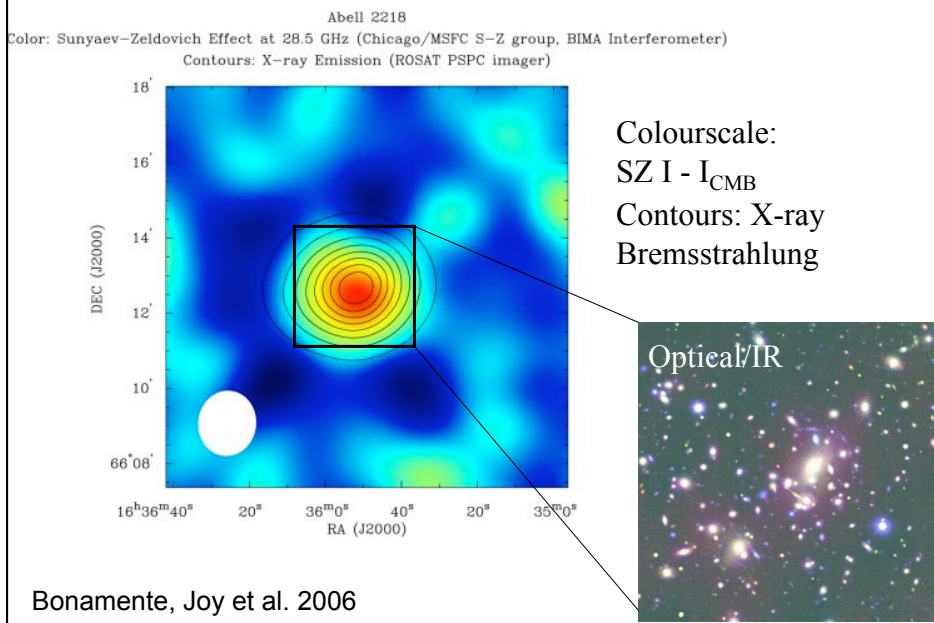 Abell 2218
Color: Sunyaev-Zeldovich Effect at 28.5 GHz (Chicago/MSFC S-Z group, BIMA Interferometer)
Contours: X-ray Emission (ROSAT PSPC imager)
18'
16'
14'
12'
10'
66°08'
DEC (J2000)
16h36m40s
20s
36m0s
40s
20s
35m0s
RA (J2000)
Colourscale:
SZ I - ICMB
Contours: X-ray
Bremsstrahlung
Optical/IR
Bonamente, Joy et al. 2006